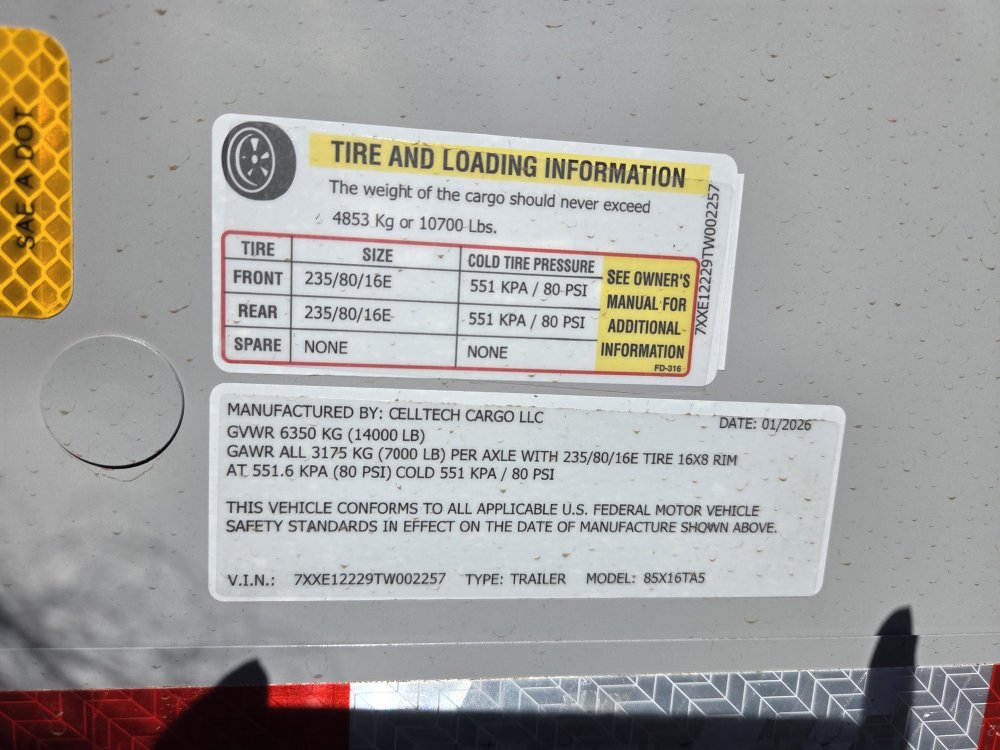 SAE A DOT
TIRE AND LOADING INFORMATION
The weight of the cargo should never exceed
4853 Kg or 10700 Lbs.
TIRE SIZE COLD TIRE PRESSURE
FRONT 235/80/16E 551 KPA / 80 PSI
REAR 235/80/16E 551 KPA / 80 PSI
SPARE NONE NONE
SEE OWNER'S
MANUAL FOR
ADDITIONAL
INFORMATION
FD-316
7XXE12229TW002257
MANUFACTURED BY: CELLTECH CARGO LLC DATE: 01/2026
GVWR 6350 KG (14000 LB)
GAWR ALL 3175 KG (7000 LB) PER AXLE WITH 235/80/16E TIRE 16X8 RIM
AT 551.6 KPA (80 PSI) COLD 551 KPA / 80 PSI
THIS VEHICLE CONFORMS TO ALL APPLICABLE U.S. FEDERAL MOTOR VEHICLE
SAFETY STANDARDS IN EFFECT ON THE DATE OF MANUFACTURE SHOWN ABOVE.
V.I.N.: 7XXE12229TW002257 TYPE: TRAILER MODEL: 85X16TA5